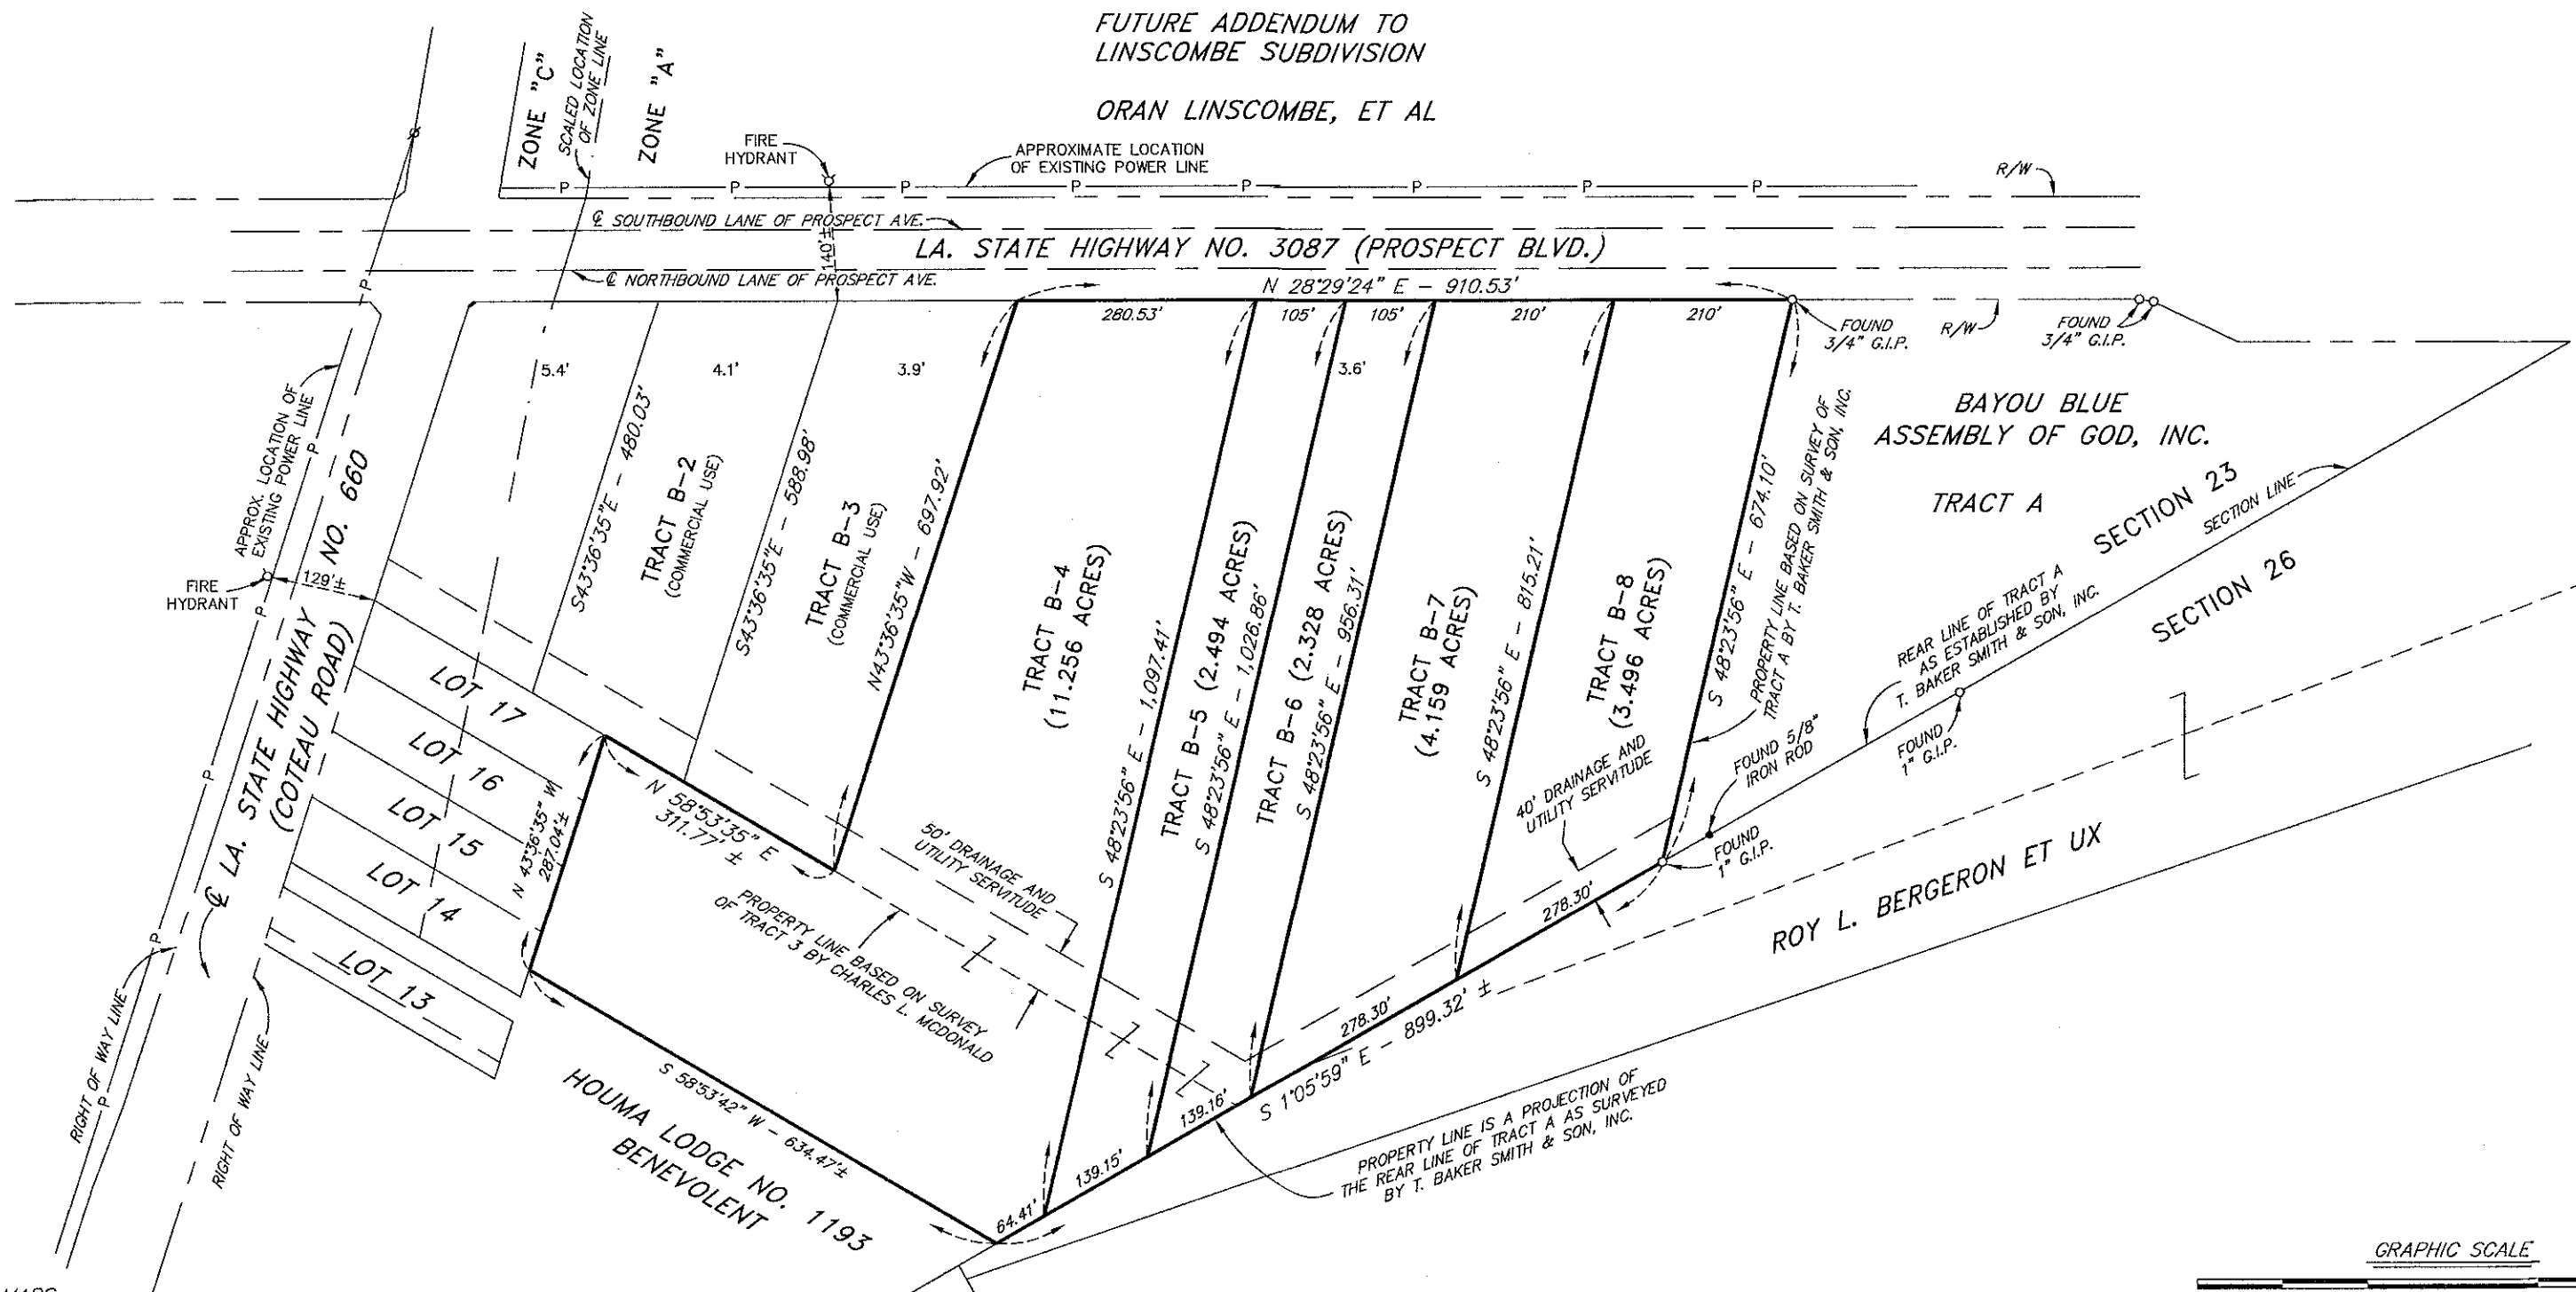 FUTURE ADDENDUM TO
LINSCOMBE SUBDIVISION
ORAN LINSCOMBE, ET AL
ZONE "C"
SCALED LOCATION
OF ZONE LINE
ZONE "A"
FIRE
HYDRANT
APPROXIMATE LOCATION
OF EXISTING POWER LINE
R/W
P P P P P P P P
℄ SOUTHBOUND LANE OF PROSPECT AVE.
140'±
LA. STATE HIGHWAY NO. 3087 (PROSPECT BLVD.)
℄ NORTHBOUND LANE OF PROSPECT AVE.
N 28°29'24" E - 910.53'
280.53'
105'
105'
210'
210'
FOUND
3/4" G.I.P.
R/W
FOUND
3/4" G.I.P.
5.4'
4.1'
3.9'
3.6'
APPROX. LOCATION OF
EXISTING POWER LINE
P
P
P
P
P
P
FIRE
HYDRANT
129'±
℄ LA. STATE HIGHWAY NO. 660
(COTEAU ROAD)
S43°36'35"E - 480.03'
TRACT B-2
(COMMERCIAL USE)
S43°36'35"E - 588.98'
TRACT B-3
(COMMERCIAL USE)
N43°36'35"W - 697.92'
TRACT B-4
(11.256 ACRES)
S 48°23'56" E - 1,097.41'
TRACT B-5 (2.494 ACRES)
S 48°23'56" E - 1,026.86'
TRACT B-6 (2.328 ACRES)
S 48°23'56" E - 956.31'
TRACT B-7
(4.159 ACRES)
S 48°23'56" E - 815.21'
TRACT B-8
(3.496 ACRES)
S 48°23'56" E - 674.10'
PROPERTY LINE BASED ON SURVEY OF
TRACT A BY T. BAKER SMITH & SON, INC.
BAYOU BLUE
ASSEMBLY OF GOD, INC.
TRACT A
SECTION 23
SECTION LINE
SECTION 26
REAR LINE OF TRACT A
AS ESTABLISHED BY
T. BAKER SMITH & SON, INC.
FOUND
1" G.I.P.
FOUND 5/8"
IRON ROD
FOUND
1" G.I.P.
40' DRAINAGE AND
UTILITY SERVITUDE
LOT 17
LOT 16
LOT 15
LOT 14
LOT 13
N 43°36'35" W
287.04'±
N 58°53'35" E
311.77' ±
50' DRAINAGE AND
UTILITY SERVITUDE
PROPERTY LINE BASED ON SURVEY
OF TRACT 3 BY CHARLES L. MCDONALD
278.30'
278.30'
139.16'
139.15'
64.41'
S 1°05'59" E - 899.32' ±
ROY L. BERGERON ET UX
S 58°53'42" W - 634.47'±
HOUMA LODGE NO. 1193
BENEVOLENT
RIGHT OF WAY LINE
P
RIGHT OF WAY LINE
PROPERTY LINE IS A PROJECTION OF
THE REAR LINE OF TRACT A AS SURVEYED
BY T. BAKER SMITH & SON, INC.
GRAPHIC SCALE